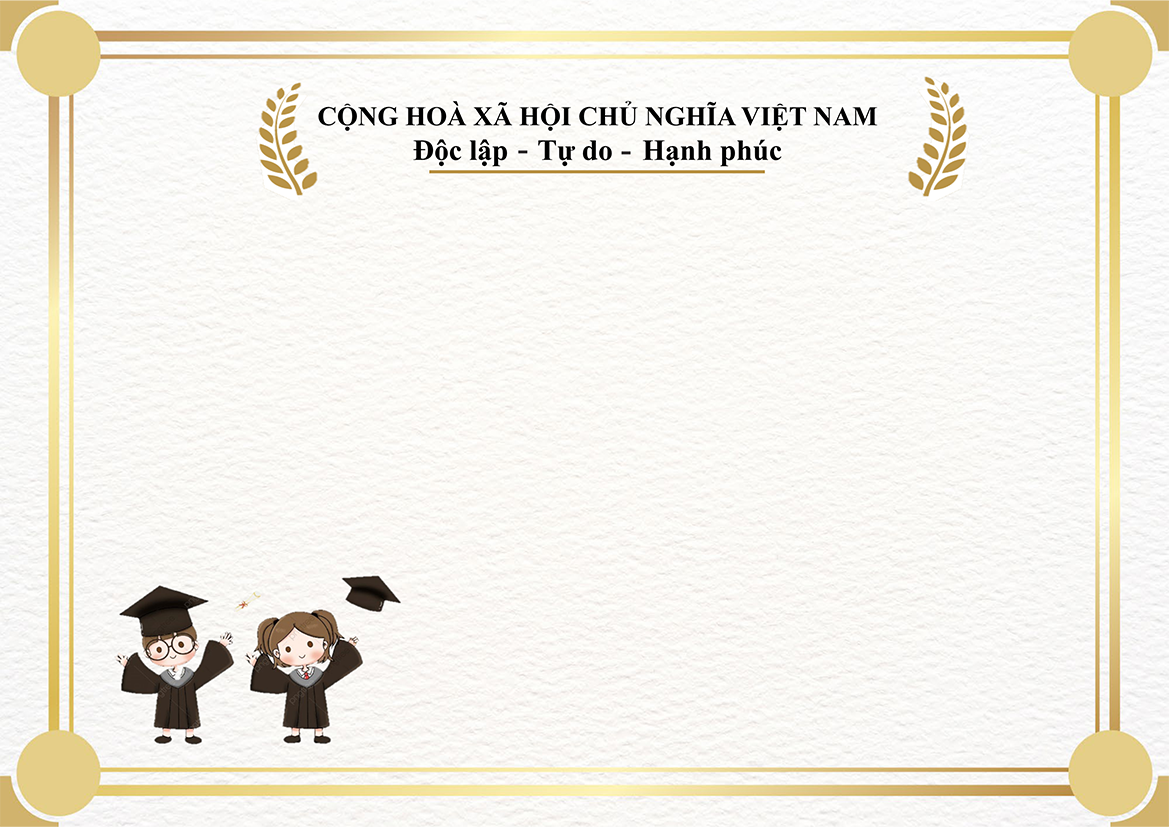 CỘNG HOÀ XÃ HỘI CHỦ NGHĨA VIỆT NAM
Độc lập - Tự do - Hạnh phúc